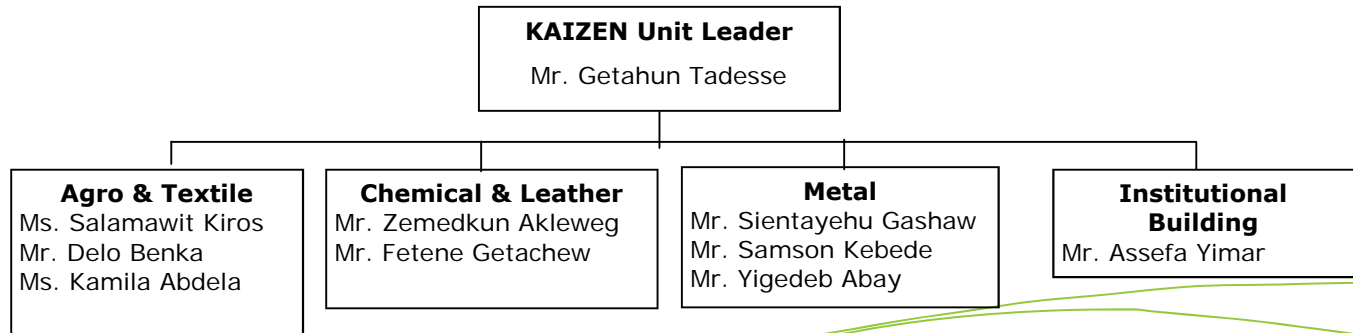 KAIZEN Unit Leader
Mr. Getahun Tadesse
Agro & Textile
Ms. Salamawit Kiros
Mr. Delo Benka
Ms. Kamila Abdela
Chemical & Leather
Mr. Zemedkun Akleweg
Mr. Fetene Getachew
Metal
Mr. Sientayehu Gashaw
Mr. Samson Kebede
Mr. Yigedeb Abay
Institutional
Building
Mr. Assefa Yimar